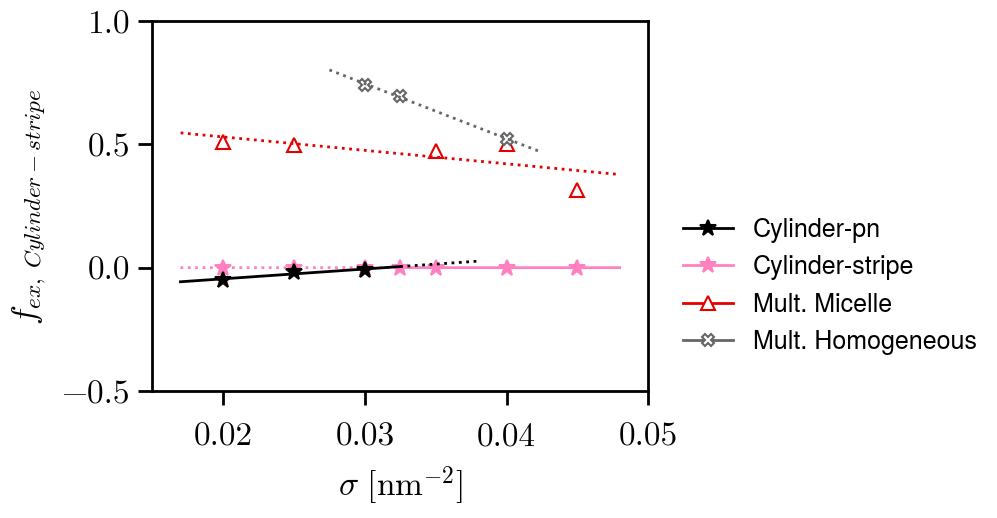 1.0
0.5
0.0
−0.5
f_{ex, Cylinder−stripe}
0.02 0.03 0.04 0.05
σ [nm⁻²]
Cylinder-pn
Cylinder-stripe
Mult. Micelle
Mult. Homogeneous